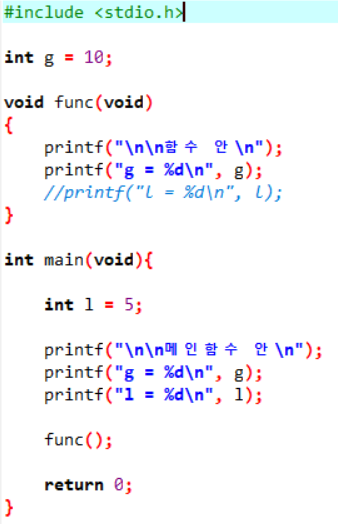 #include <stdio.h>
int g = 10;
void func(void)
{
printf("\n\n함수 안\n");
printf("g = %d\n", g);
//printf("l = %d\n", l);
}
int main(void){
int l = 5;
printf("\n\n메인함수 안\n");
printf("g = %d\n", g);
printf("l = %d\n", l);
func();
return 0;
}